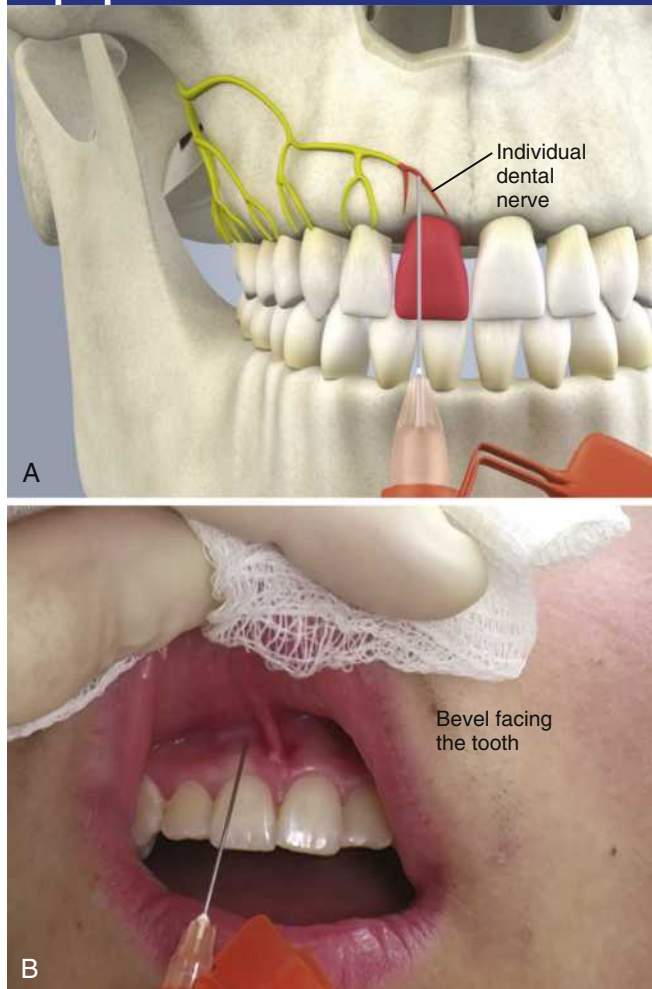 Individual
dental
nerve
A
Bevel facing
the tooth
B